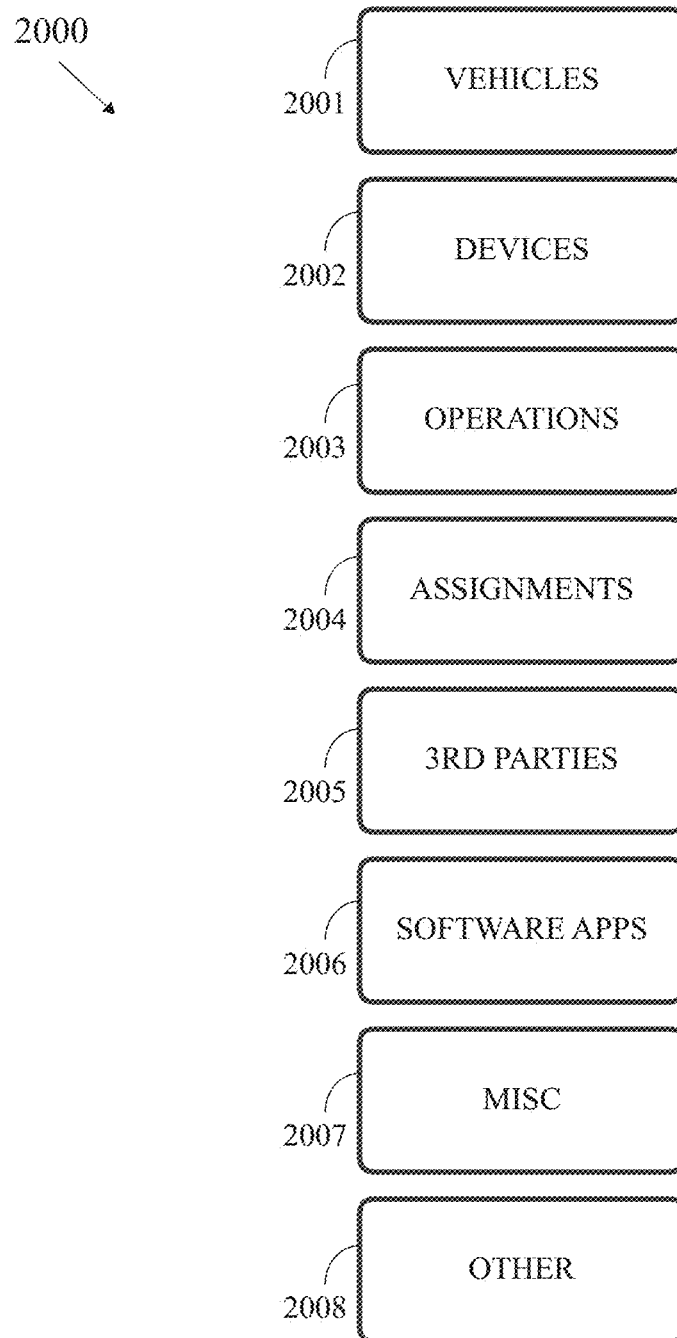 2000
VEHICLES
2001
DEVICES
2002
OPERATIONS
2003
ASSIGNMENTS
2004
3RD PARTIES
2005
SOFTWARE APPS
2006
MISC
2007
OTHER
2008